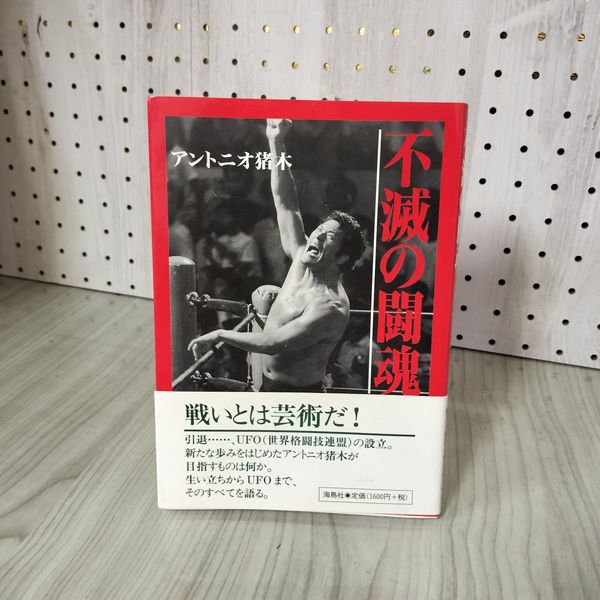 アントニオ猪木
不滅の闘魂
戦いとは芸術だ!
引退……、UFO(世界格闘技連盟)の設立。
新たな歩みをはじめたアントニオ猪木が
目指すものは何か。
生い立ちからUFOまで、
そのすべてを語る。
海鳥社●定価(1600円+税)